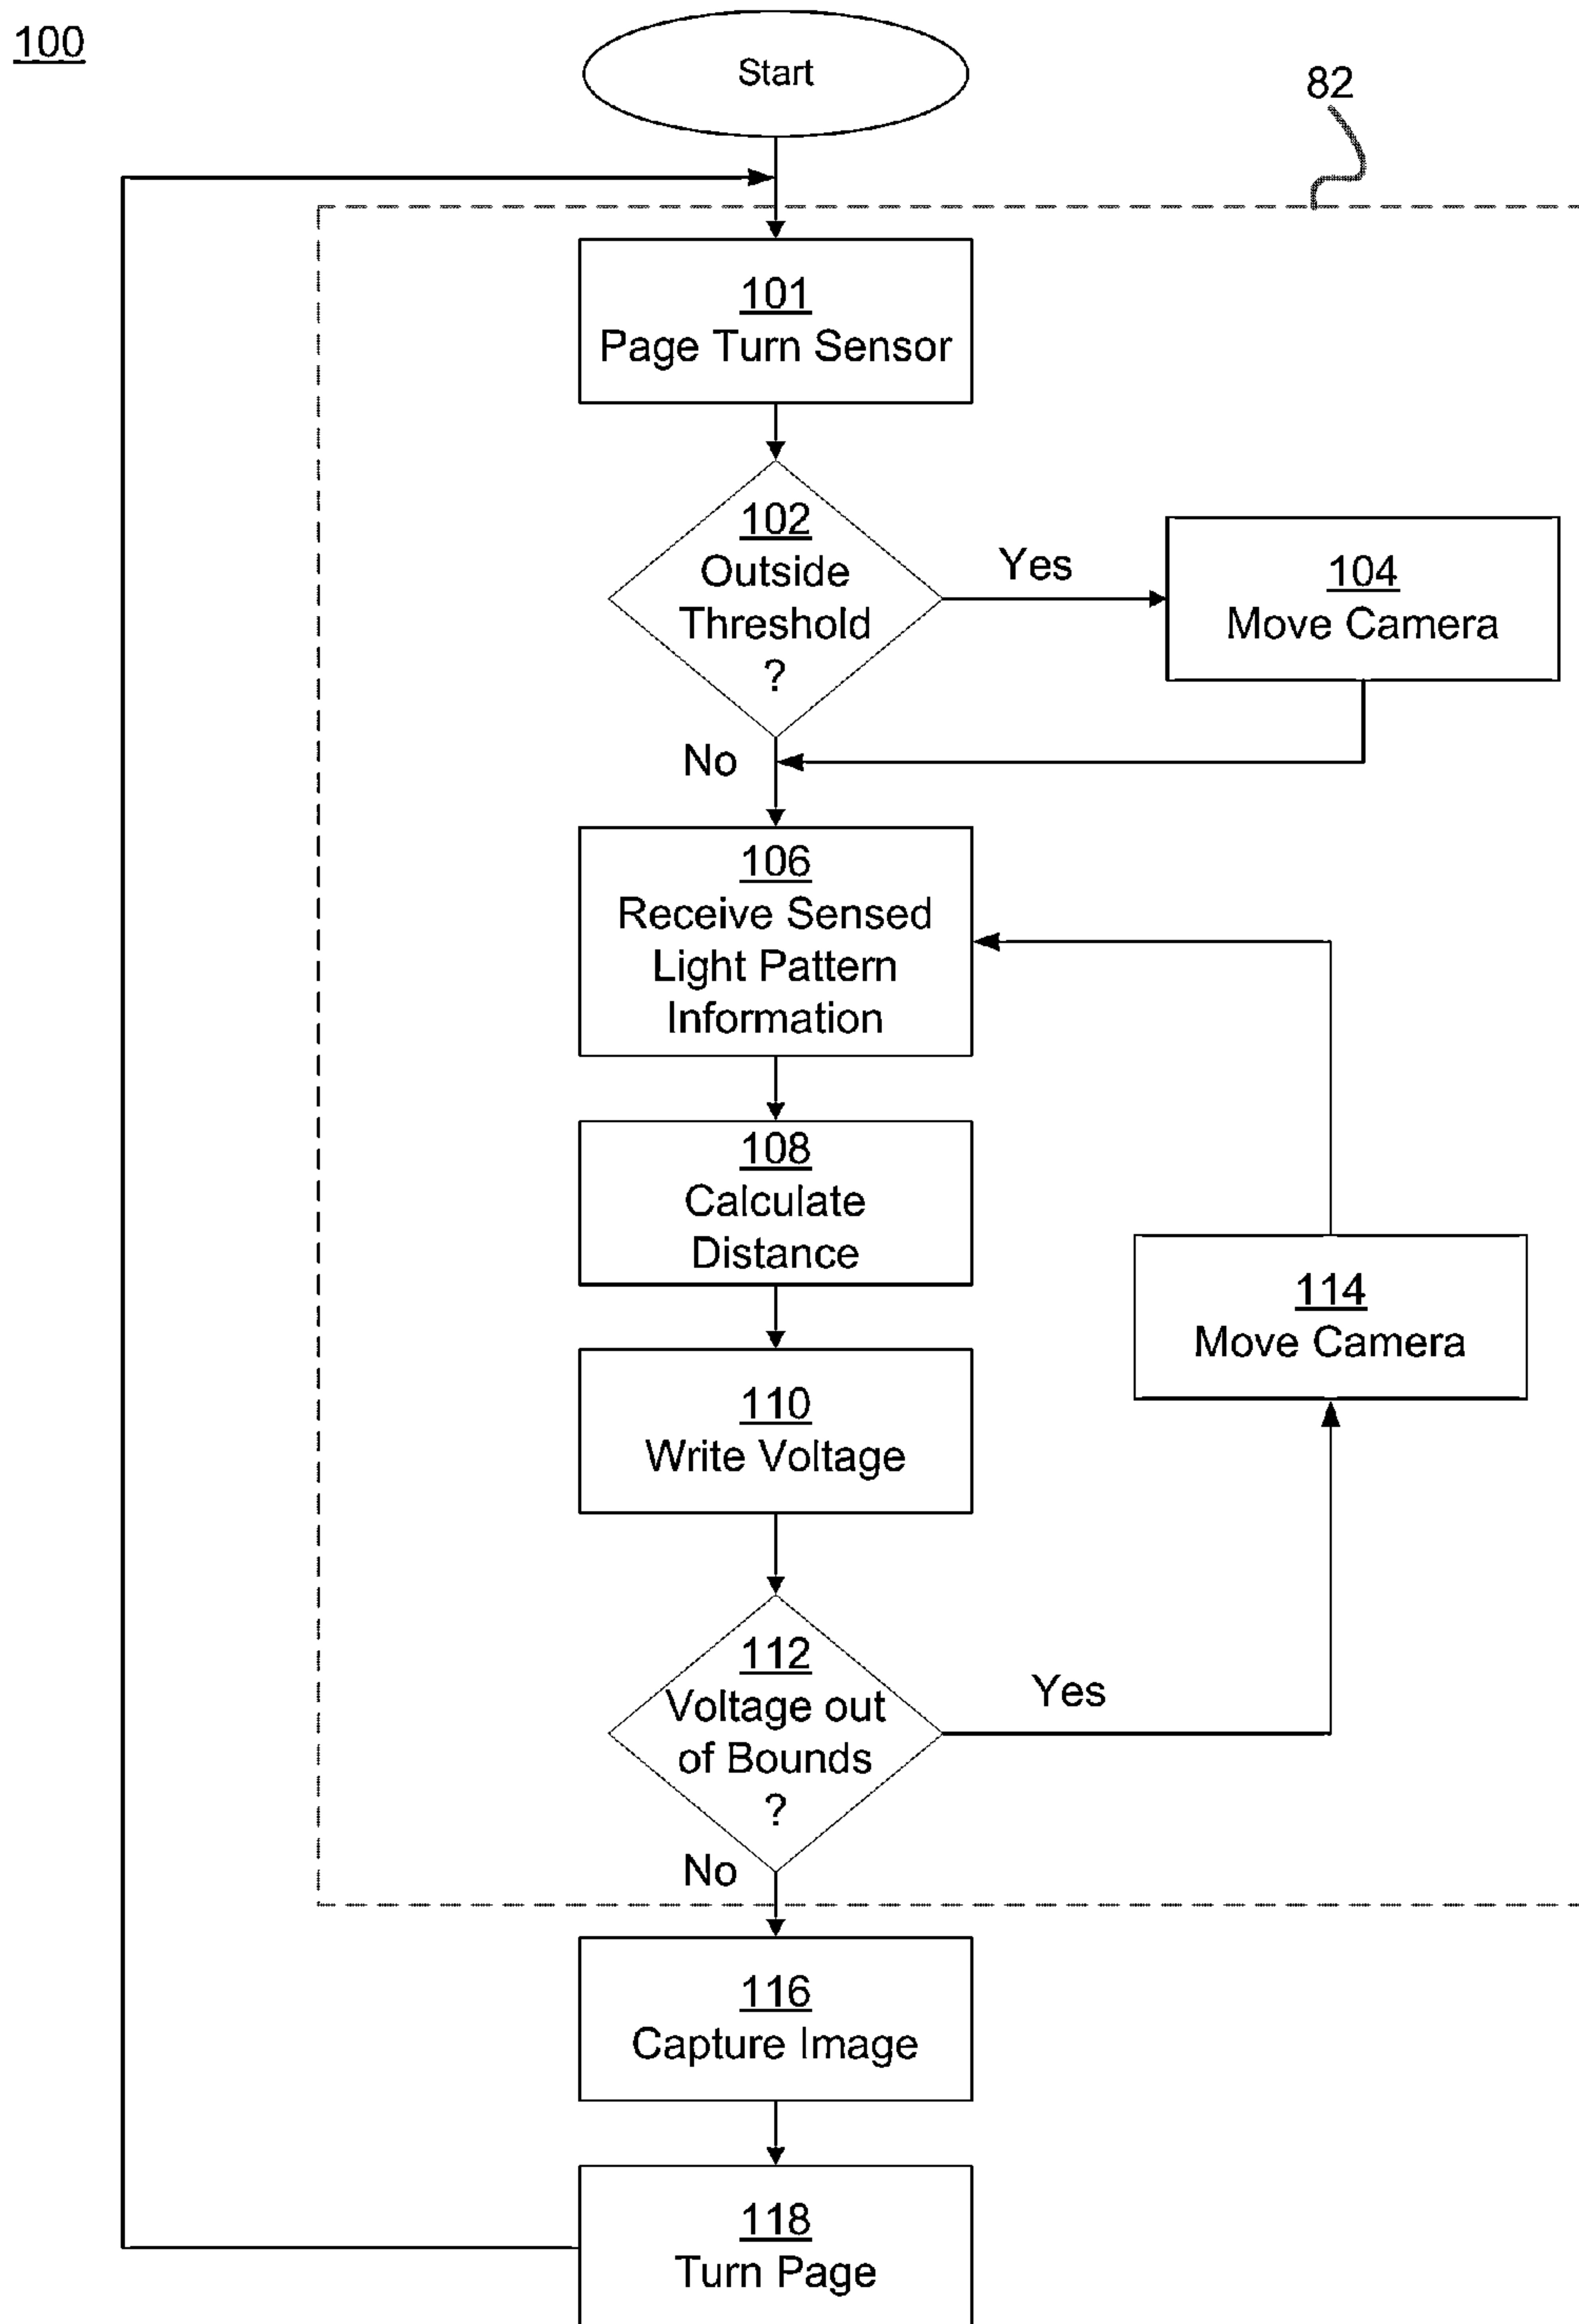 100
Start
82
101
Page Turn Sensor
102
Outside
Threshold
?
Yes
104
Move Camera
No
106
Receive Sensed
Light Pattern
Information
108
Calculate
Distance
114
Move Camera
110
Write Voltage
112
Voltage out
of Bounds
?
Yes
No
116
Capture Image
118
Turn Page